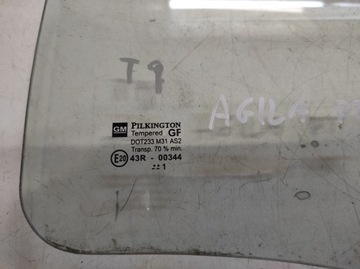 T9
AGILA
GM PILKINGTON
Tempered GF
DOT233 M31 AS2
Transp. 70 % min.
E20 43R - 00344
1